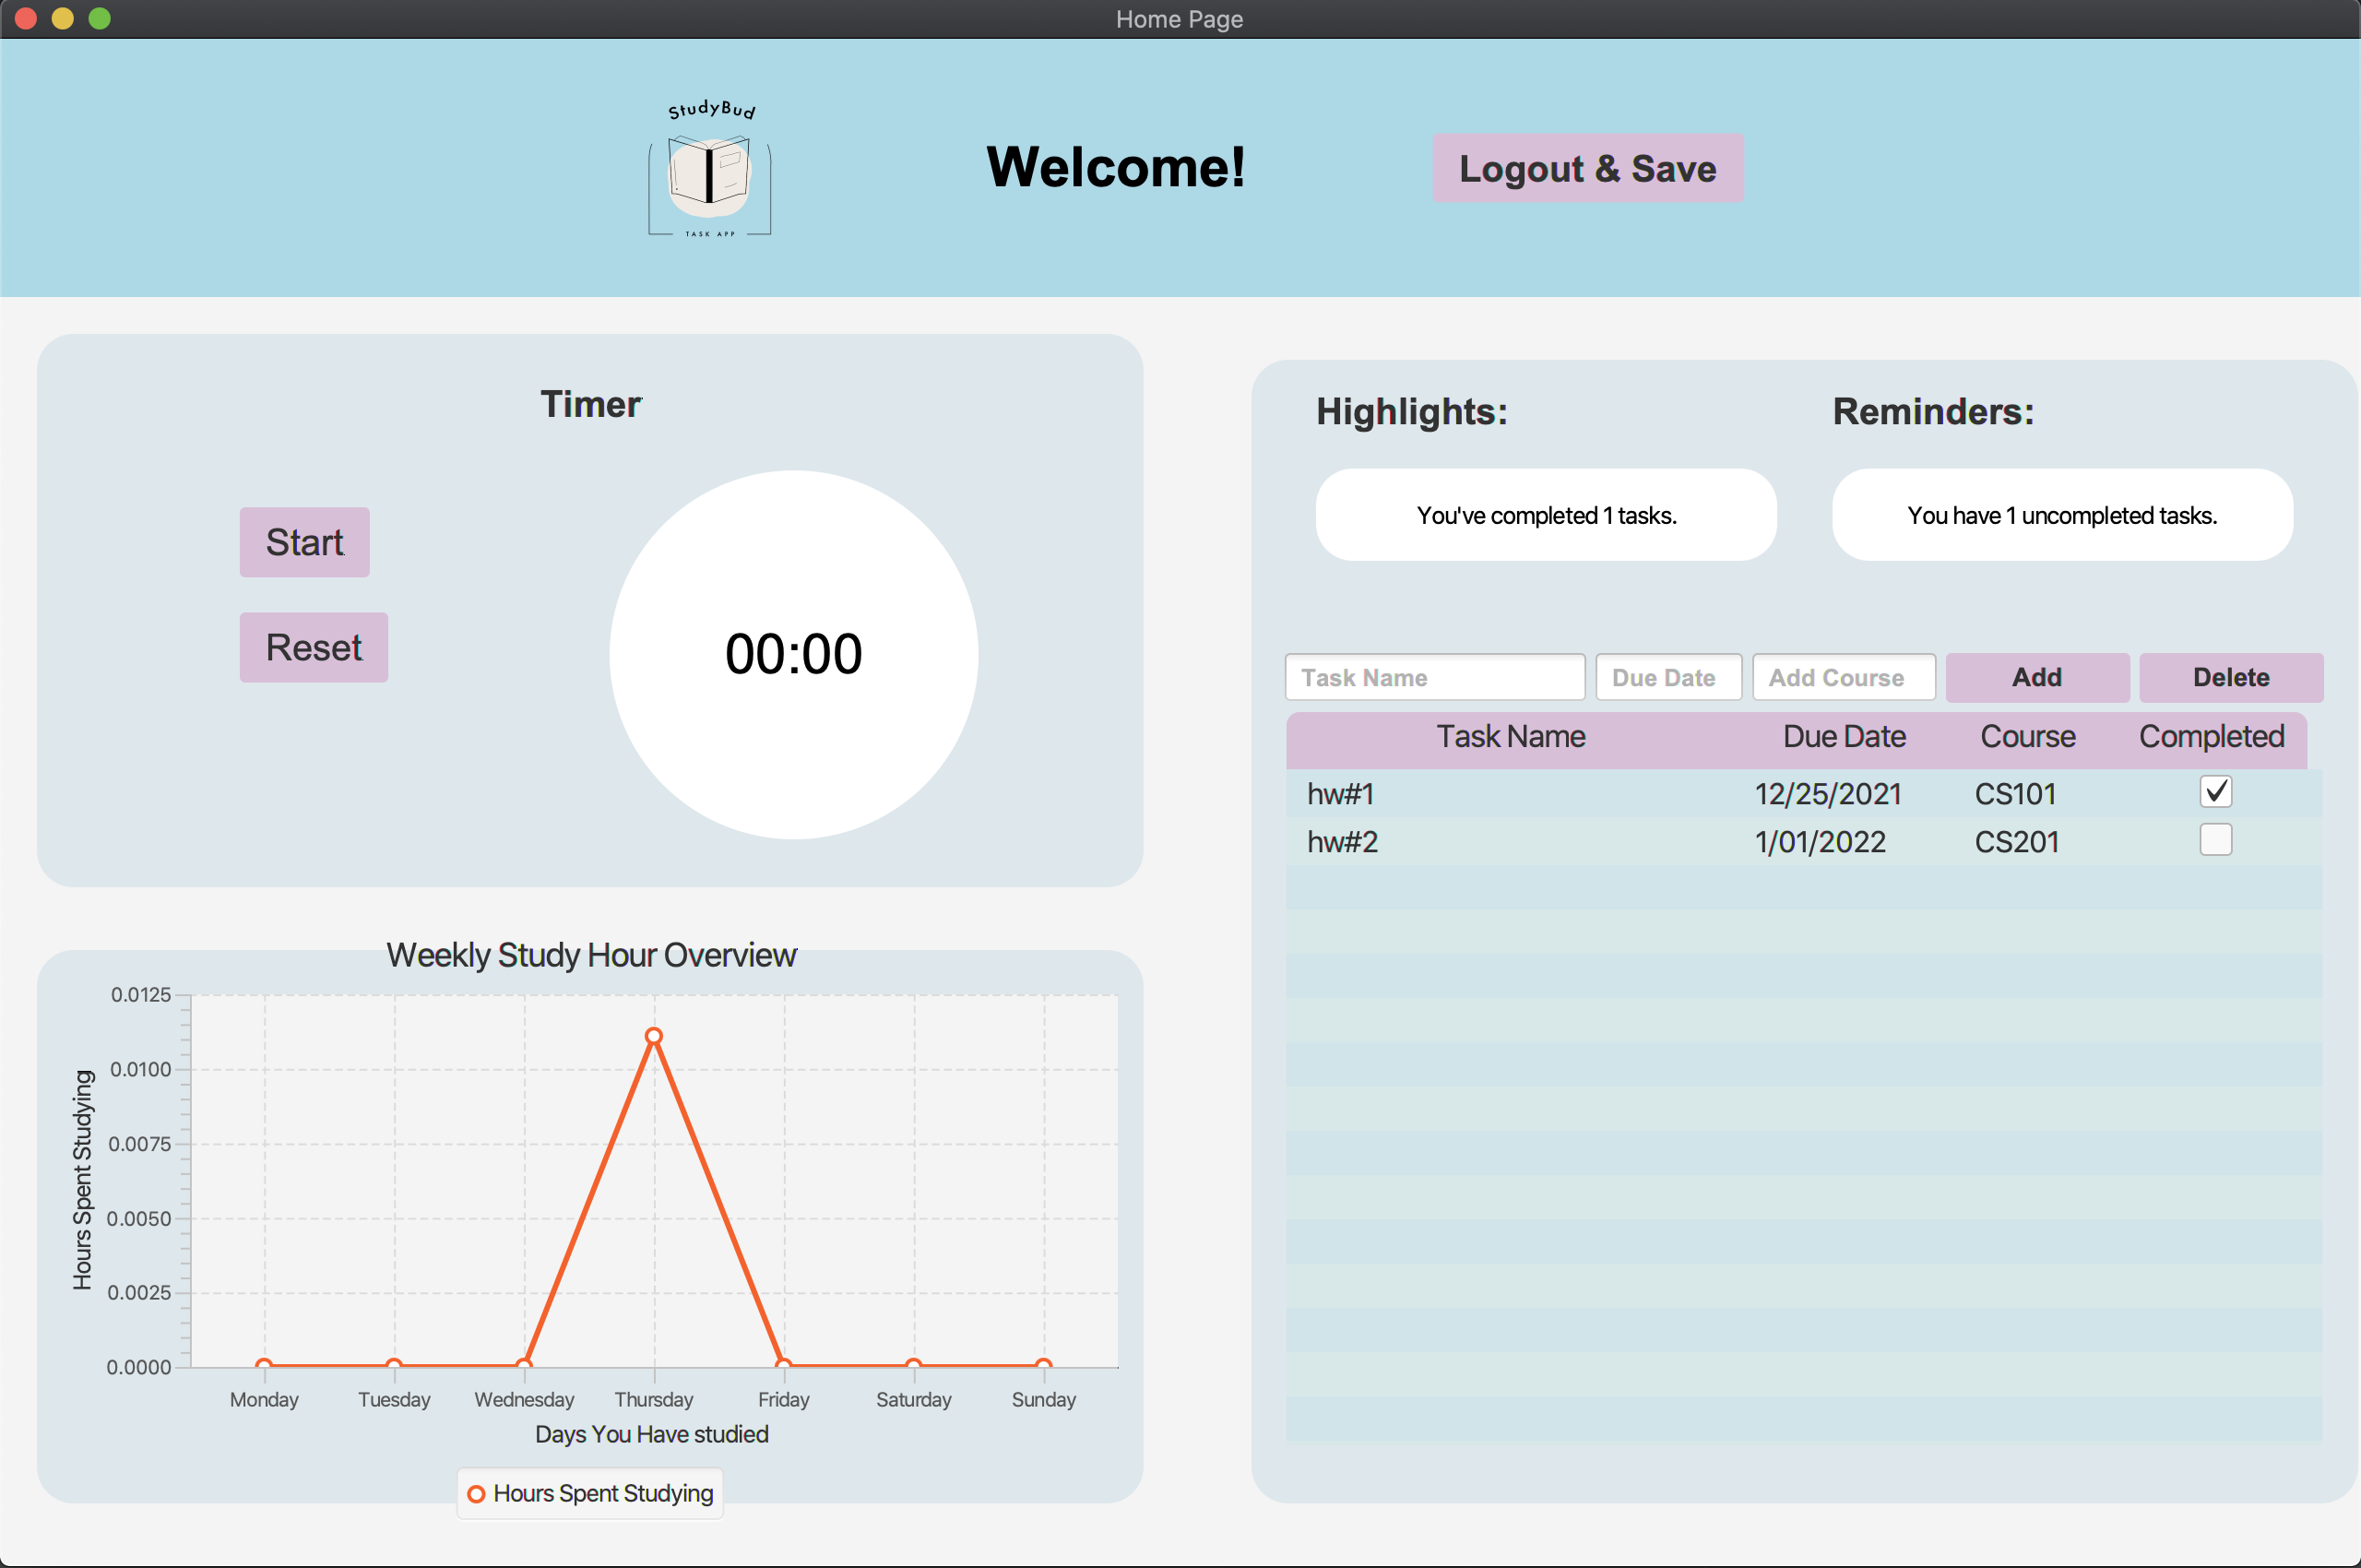 Home Page
StudyBud
TASK APP
Welcome!
Logout & Save
Timer
Start
Reset
00:00
Weekly Study Hour Overview
Hours Spent Studying
0.0125
0.0100
0.0075
0.0050
0.0025
0.0000
Monday Tuesday Wednesday Thursday Friday Saturday Sunday
Days You Have studied
Hours Spent Studying
Highlights: Reminders:
You've completed 1 tasks. You have 1 uncompleted tasks.
Task Name Due Date Add Course Add Delete
Task Name Due Date Course Completed
hw#1 12/25/2021 CS101
hw#2 1/01/2022 CS201